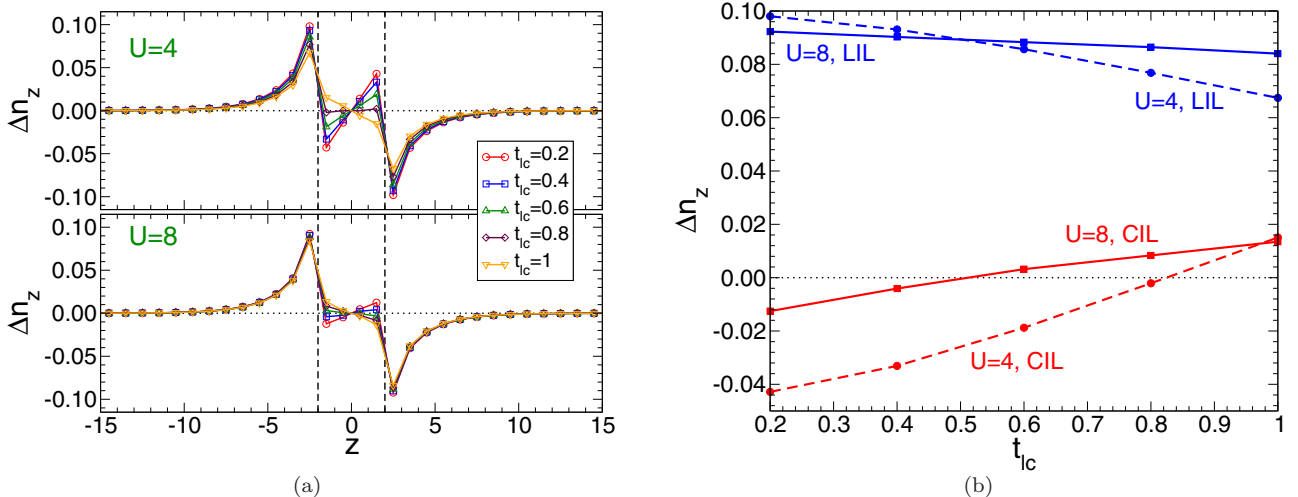 0.10
U=4
0.05
Δn_z
0.00
-0.05
-0.10
t_lc=0.2
t_lc=0.4
t_lc=0.6
t_lc=0.8
t_lc=1
0.10
U=8
0.05
Δn_z
0.00
-0.05
-0.10
-15 -10 -5 0 5 10 15
z
(a)
0.10
0.08
0.06
0.04
0.02
0.00
-0.02
-0.04
Δn_z
U=8, LIL
U=4, LIL
U=8, CIL
U=4, CIL
0.2 0.3 0.4 0.5 0.6 0.7 0.8 0.9 1
t_lc
(b)